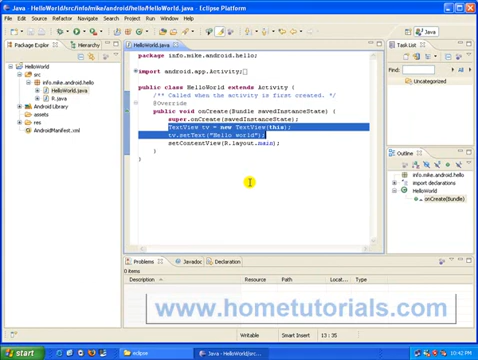 Java - HelloWorld/src/info/mike/android/hello/HelloWorld.java - Eclipse Platform
File Edit Source Refactor Navigate Search Project Run Window Help
Java
Package Explorer
Hierarchy
HelloWorld
src
info.mike.android.hello
HelloWorld.java
R.java
Android Library
assets
res
AndroidManifest.xml
HelloWorld.java
package info.mike.android.hello;
import android.app.Activity;
public class HelloWorld extends Activity {
/** Called when the activity is first created. */
@Override
public void onCreate(Bundle savedInstanceState) {
super.onCreate(savedInstanceState);
TextView tv = new TextView(this);
tv.setText("Hello world");
setContentView(R.layout.main);
}
}
Task List
Find:
Uncategorized
Outline
info.mike.android.hello
import declarations
HelloWorld
onCreate(Bundle)
Problems
Javadoc
Declaration
0 items
Description Resource Path Locat...
www.hometutorials.com
Writable Smart Insert 13 : 35
start
eclipse
Java - HelloWorld/src...
10:42 PM